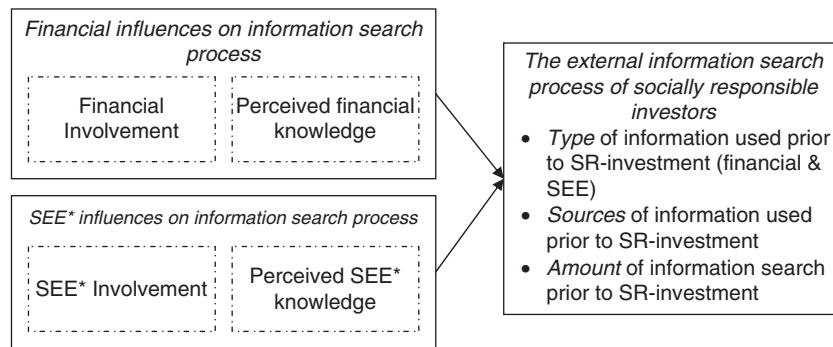 Financial influences on information search
process
Financial
Involvement
Perceived financial
knowledge
SEE* influences on information search process
SEE* Involvement
Perceived SEE*
knowledge
The external information search
process of socially responsible
investors
• Type of information used prior
to SR-investment (financial &
SEE)
• Sources of information used
prior to SR-investment
• Amount of information search
prior to SR-investment